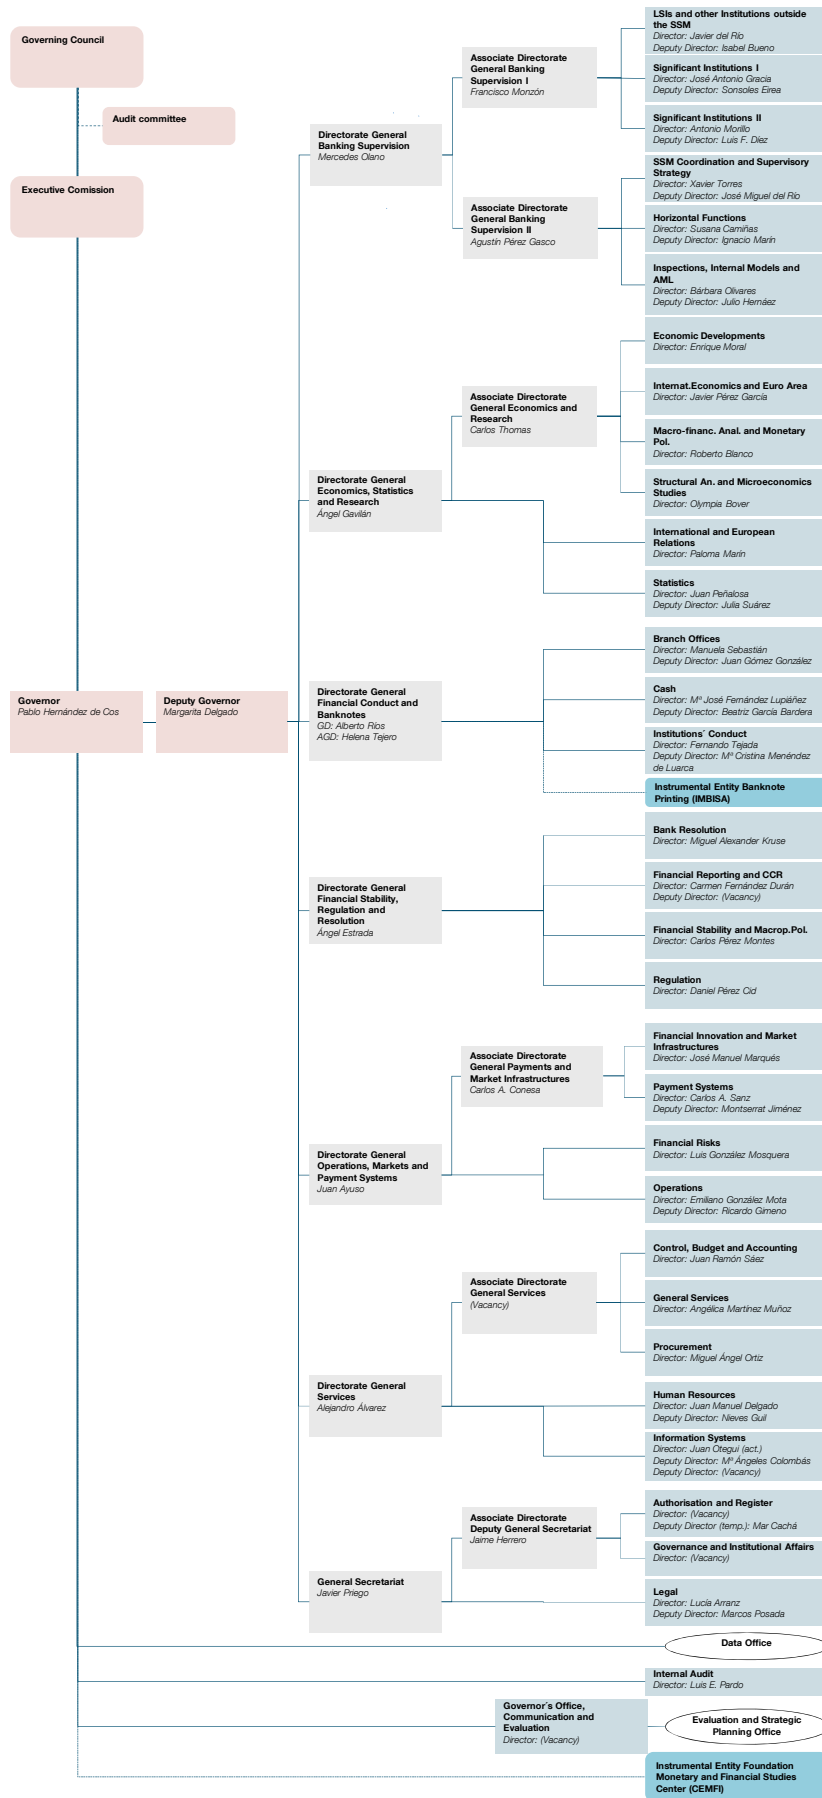 Governing Council
Audit committee
Executive Comission
Governor
Pablo Hernández de Cos
Deputy Governor
Margarita Delgado
Directorate General
Banking Supervision
Mercedes Olano
Associate Directorate
General Banking
Supervision I
Francisco Monzón
LSIs and other Institutions outside
the SSM
Director: Javier del Río
Deputy Director: Isabel Bueno
Significant Institutions I
Director: José Antonio Gracia
Deputy Director: Sonsoles Eirea
Significant Institutions II
Director: Antonio Morillo
Deputy Director: Luis F. Díez
Associate Directorate
General Banking
Supervision II
Agustín Pérez Gasco
SSM Coordination and Supervisory
Strategy
Director: Xavier Torres
Deputy Director: José Miguel del Río
Horizontal Functions
Director: Susana Camiñas
Deputy Director: Ignacio Marín
Inspections, Internal Models and
AML
Director: Bárbara Olivares
Deputy Director: Julio Hernáez
Directorate General
Economics, Statistics
and Research
Ángel Gavilán
Associate Directorate
General Economics and
Research
Carlos Thomas
Economic Developments
Director: Enrique Moral
Internat.Economics and Euro Area
Director: Javier Pérez García
Macro-financ. Anal. and Monetary
Pol.
Director: Roberto Blanco
Structural An. and Microeconomics
Studies
Director: Olympia Bover
International and European
Relations
Director: Paloma Marín
Statistics
Director: Juan Peñalosa
Deputy Director: Julia Suárez
Directorate General
Financial Conduct and
Banknotes
GD: Alberto Ríos
AGD: Helena Tejero
Branch Offices
Director: Manuela Sebastián
Deputy Director: Juan Gómez González
Cash
Director: Mª José Fernández Lupiáñez
Deputy Director: Beatriz García Bardera
Institutions´ Conduct
Director: Fernando Tejada
Deputy Director: Mª Cristina Menéndez
de Luarca
Instrumental Entity Banknote
Printing (IMBISA)
Directorate General
Financial Stability,
Regulation and
Resolution
Ángel Estrada
Bank Resolution
Director: Miguel Alexander Kruse
Financial Reporting and CCR
Director: Carmen Fernández Durán
Deputy Director: (Vacancy)
Financial Stability and Macrop.Pol.
Director: Carlos Pérez Montes
Regulation
Director: Daniel Pérez Cid
Directorate General
Operations, Markets and
Payment Systems
Juan Ayuso
Associate Directorate
General Payments and
Market Infrastructures
Carlos A. Conesa
Financial Innovation and Market
Infrastructures
Director: José Manuel Marqués
Payment Systems
Director: Carlos A. Sanz
Deputy Director: Montserrat Jiménez
Financial Risks
Director: Luis González Mosquera
Operations
Director: Emiliano González Mota
Deputy Director: Ricardo Gimeno
Directorate General
Services
Alejandro Álvarez
Associate Directorate
General Services
(Vacancy)
Control, Budget and Accounting
Director: Juan Ramón Sáez
General Services
Director: Angélica Martínez Muñoz
Procurement
Director: Miguel Ángel Ortiz
Human Resources
Director: Juan Manuel Delgado
Deputy Director: Nieves Guil
Information Systems
Director: Juan Otegui (act.)
Deputy Director: Mª Ángeles Colombás
Deputy Director: (Vacancy)
General Secretariat
Javier Priego
Associate Directorate
Deputy General Secretariat
Jaime Herrero
Authorisation and Register
Director: (Vacancy)
Deputy Director (temp.): Mar Cachá
Governance and Institutional Affairs
Director: (Vacancy)
Legal
Director: Lucía Arranz
Deputy Director: Marcos Posada
Data Office
Internal Audit
Director: Luis E. Pardo
Governor´s Office,
Communication and
Evaluation
Director: (Vacancy)
Evaluation and Strategic
Planning Office
Instrumental Entity Foundation
Monetary and Financial Studies
Center (CEMFI)